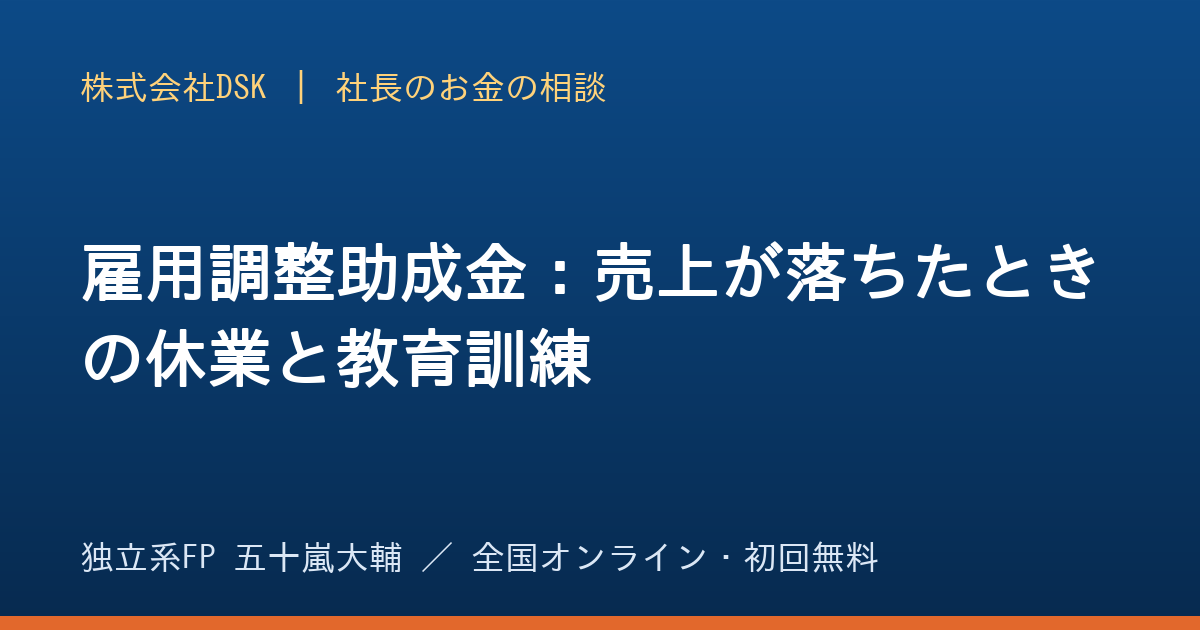 株式会社DSK ｜ 社長のお金の相談
雇用調整助成金：売上が落ちたとき
の休業と教育訓練
独立系FP 五十嵐大輔 ／ 全国オンライン・初回無料